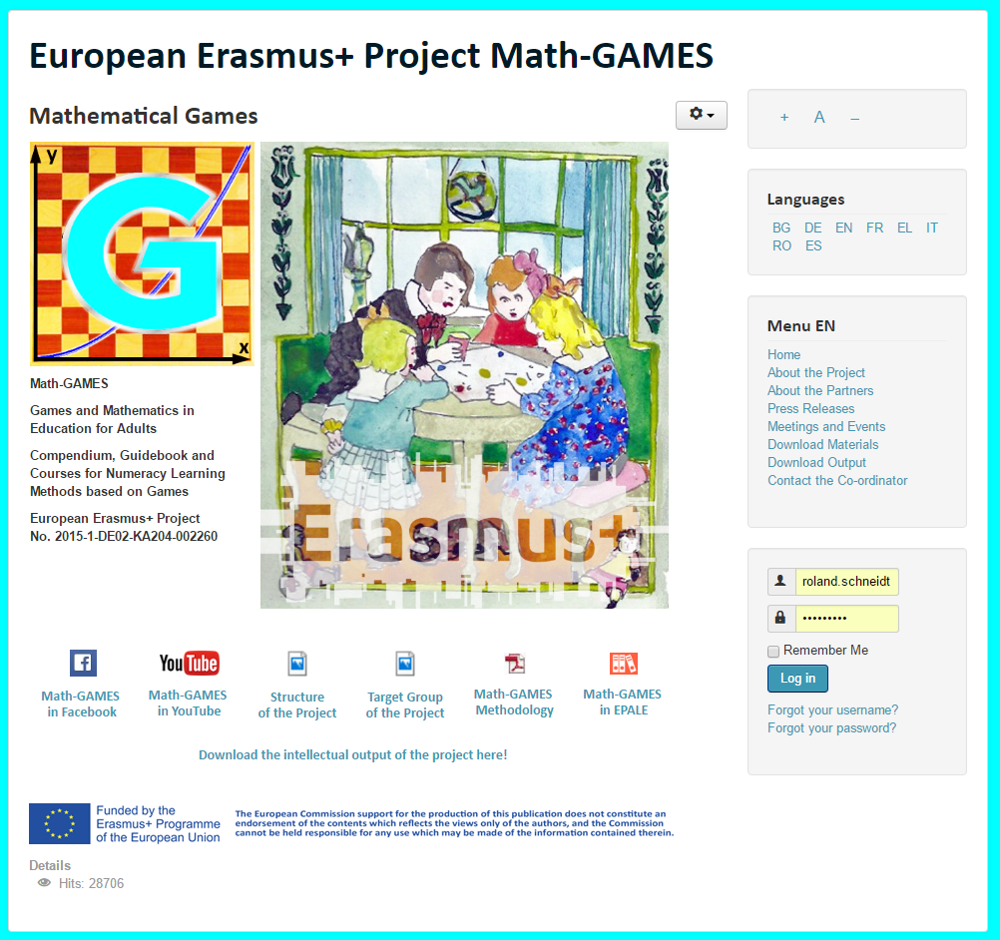 European Erasmus+ Project Math-GAMES
Mathematical Games
y
G
x
Math-GAMES
Games and Mathematics in
Education for Adults
Compendium, Guidebook and
Courses for Numeracy Learning
Methods based on Games
European Erasmus+ Project
No. 2015-1-DE02-KA204-002260
Erasmus+
Math-GAMES
in Facebook
YouTube
Math-GAMES
in YouTube
Structure
of the Project
Target Group
of the Project
Math-GAMES
Methodology
Math-GAMES
in EPALE
Download the intellectual output of the project here!
Funded by the
Erasmus+ Programme
of the European Union
The European Commission support for the production of this publication does not constitute an
endorsement of the contents which reflects the views only of the authors, and the Commission
cannot be held responsible for any use which may be made of the information contained therein.
Details
Hits: 28706
+ A –
Languages
BG DE EN FR EL IT
RO ES
Menu EN
Home
About the Project
About the Partners
Press Releases
Meetings and Events
Download Materials
Download Output
Contact the Co-ordinator
roland.schneidt
•••••••••
Remember Me
Log in
Forgot your username?
Forgot your password?